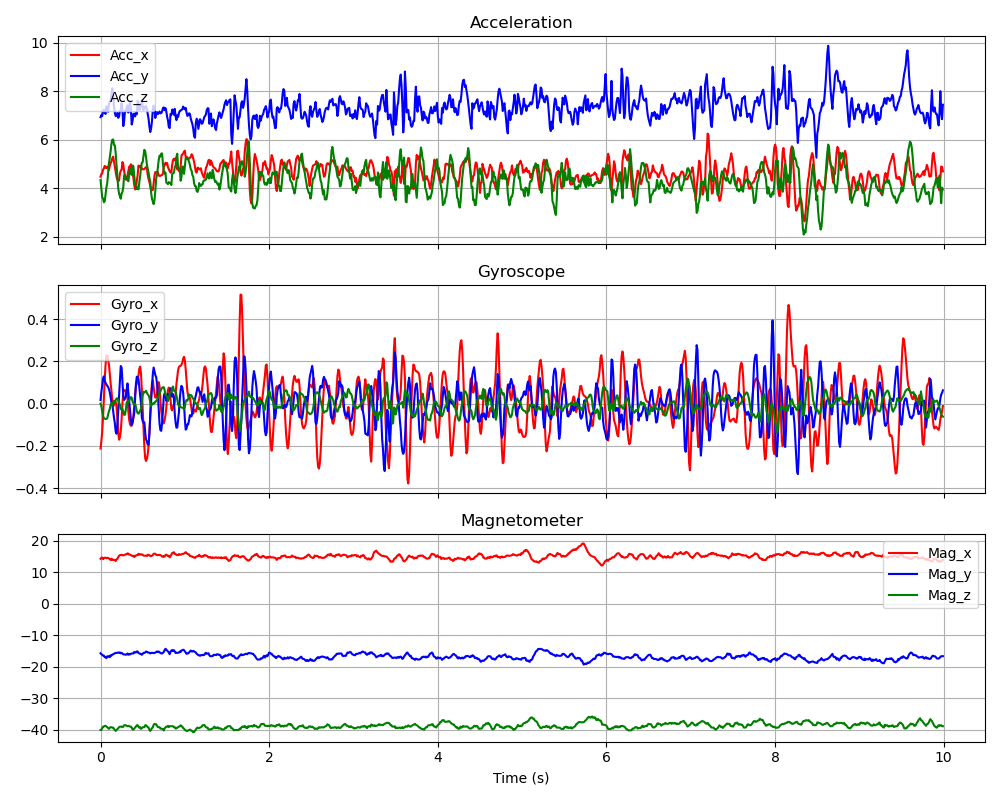 Acceleration
Acc_x
Acc_y
Acc_z
10
8
6
4
2
Gyroscope
Gyro_x
Gyro_y
Gyro_z
0.4
0.2
0.0
−0.2
−0.4
Magnetometer
Mag_x
Mag_y
Mag_z
20
10
0
−10
−20
−30
−40
0 2 4 6 8 10
Time (s)